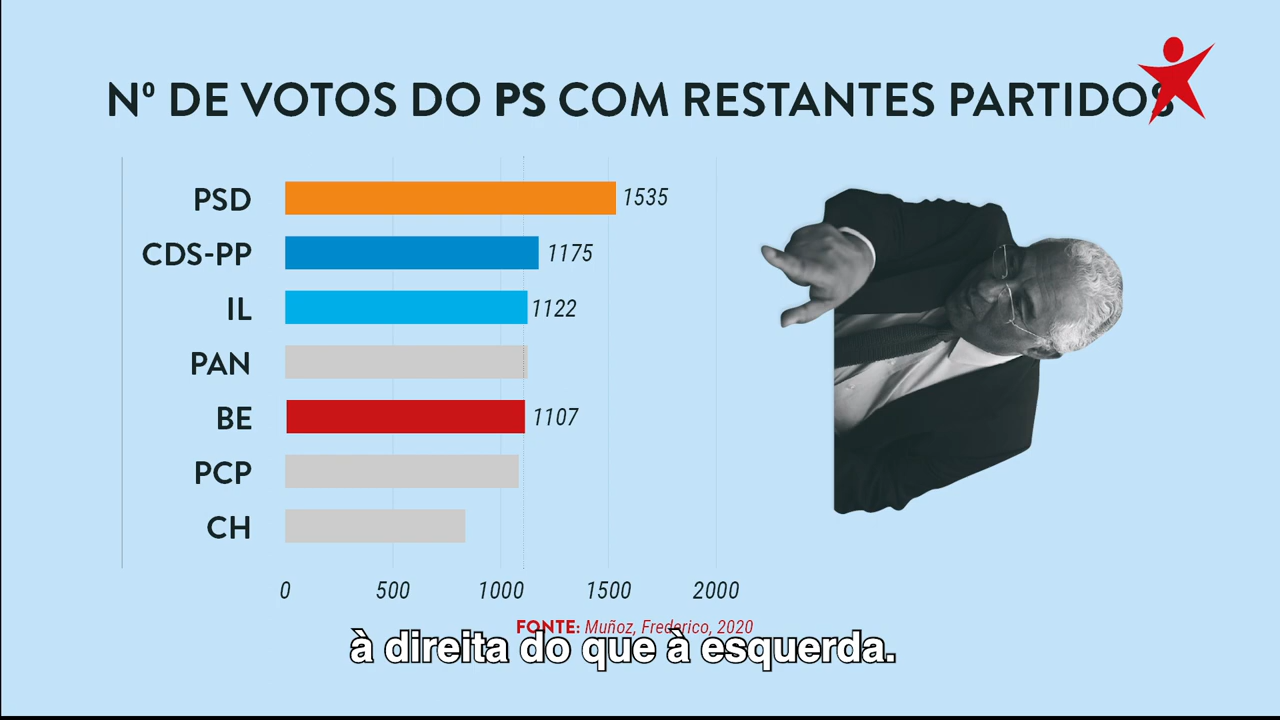 Nº DE VOTOS DO PS COM RESTANTES PARTIDOS
PSD 1535
CDS-PP 1175
IL 1122
PAN
BE 1107
PCP
CH
0 500 1000 1500 2000
FONTE: Muñoz, Frederico, 2020
à direita do que à esquerda.